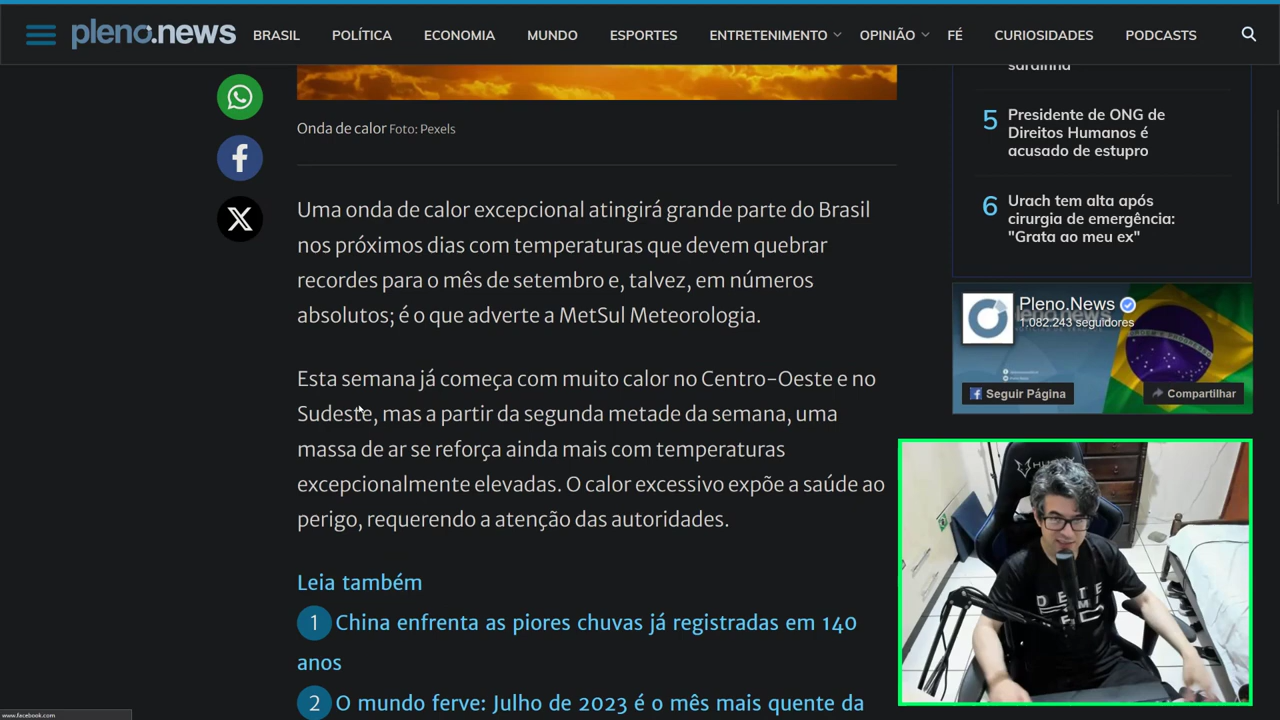 pleno.news
BRASIL POLÍTICA ECONOMIA MUNDO ESPORTES ENTRETENIMENTO OPINIÃO FÉ CURIOSIDADES PODCASTS
Onda de calor Foto: Pexels
Uma onda de calor excepcional atingirá grande parte do Brasil
nos próximos dias com temperaturas que devem quebrar
recordes para o mês de setembro e, talvez, em números
absolutos; é o que adverte a MetSul Meteorologia.
Esta semana já começa com muito calor no Centro-Oeste e no
Sudeste, mas a partir da segunda metade da semana, uma
massa de ar se reforça ainda mais com temperaturas
excepcionalmente elevadas. O calor excessivo expõe a saúde ao
perigo, requerendo a atenção das autoridades.
Leia também
1 China enfrenta as piores chuvas já registradas em 140
anos
2 O mundo ferve: Julho de 2023 é o mês mais quente da
sardinha
5 Presidente de ONG de
Direitos Humanos é
acusado de estupro
6 Urach tem alta após
cirurgia de emergência:
"Grata ao meu ex"
Pleno.News
1.082.243 seguidores
Seguir Página
Compartilhar
www.facebook.com